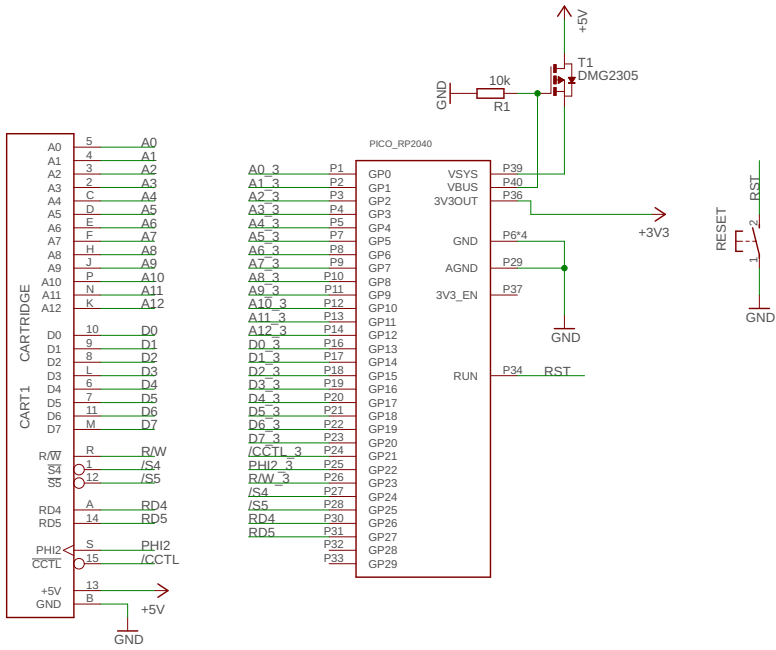 +5V
T1
DMG2305
10k
R1
GND
CART1 CARTRIDGE
A0 5 A0
A1 4 A1
A2 3 A2
A3 2 A3
A4 C A4
A5 D A5
A6 E A6
A7 F A7
A8 H A8
A9 J A9
A10 P A10
A11 N A11
A12 K A12
D0 10 D0
D1 9 D1
D2 8 D2
D3 L D3
D4 6 D4
D5 7 D5
D6 11 D6
D7 M D7
R/W R R/W
S4 1 /S4
S5 12 /S5
RD4 A RD4
RD5 14 RD5
PHI2 S PHI2
CCTL 15 /CCTL
+5V 13
+5V
GND B
GND
PICO_RP2040
A0_3 P1 GP0
A1_3 P2 GP1
A2_3 P3 GP2
A3_3 P4 GP3
A4_3 P5 GP4
A5_3 P7 GP5
A6_3 P8 GP6
A7_3 P9 GP7
A8_3 P10 GP8
A9_3 P11 GP9
A10_3 P12 GP10
A11_3 P13 GP11
A12_3 P14 GP12
D0_3 P16 GP13
D1_3 P17 GP14
D2_3 P18 GP15
D3_3 P19 GP16
D4_3 P20 GP17
D5_3 P21 GP18
D6_3 P22 GP19
D7_3 P23 GP20
/CCTL_3 P24 GP21
PHI2_3 P25 GP22
R/W_3 P26 GP23
/S4 P27 GP24
/S5 P28 GP25
RD4 P30 GP26
RD5 P31 GP27
P32 GP28
P33 GP29
VSYS P39
VBUS P40
3V3OUT P36
+3V3
GND P6*4
AGND P29
3V3_EN P37
GND
RUN P34 RST
RST
RESET
2
1
GND